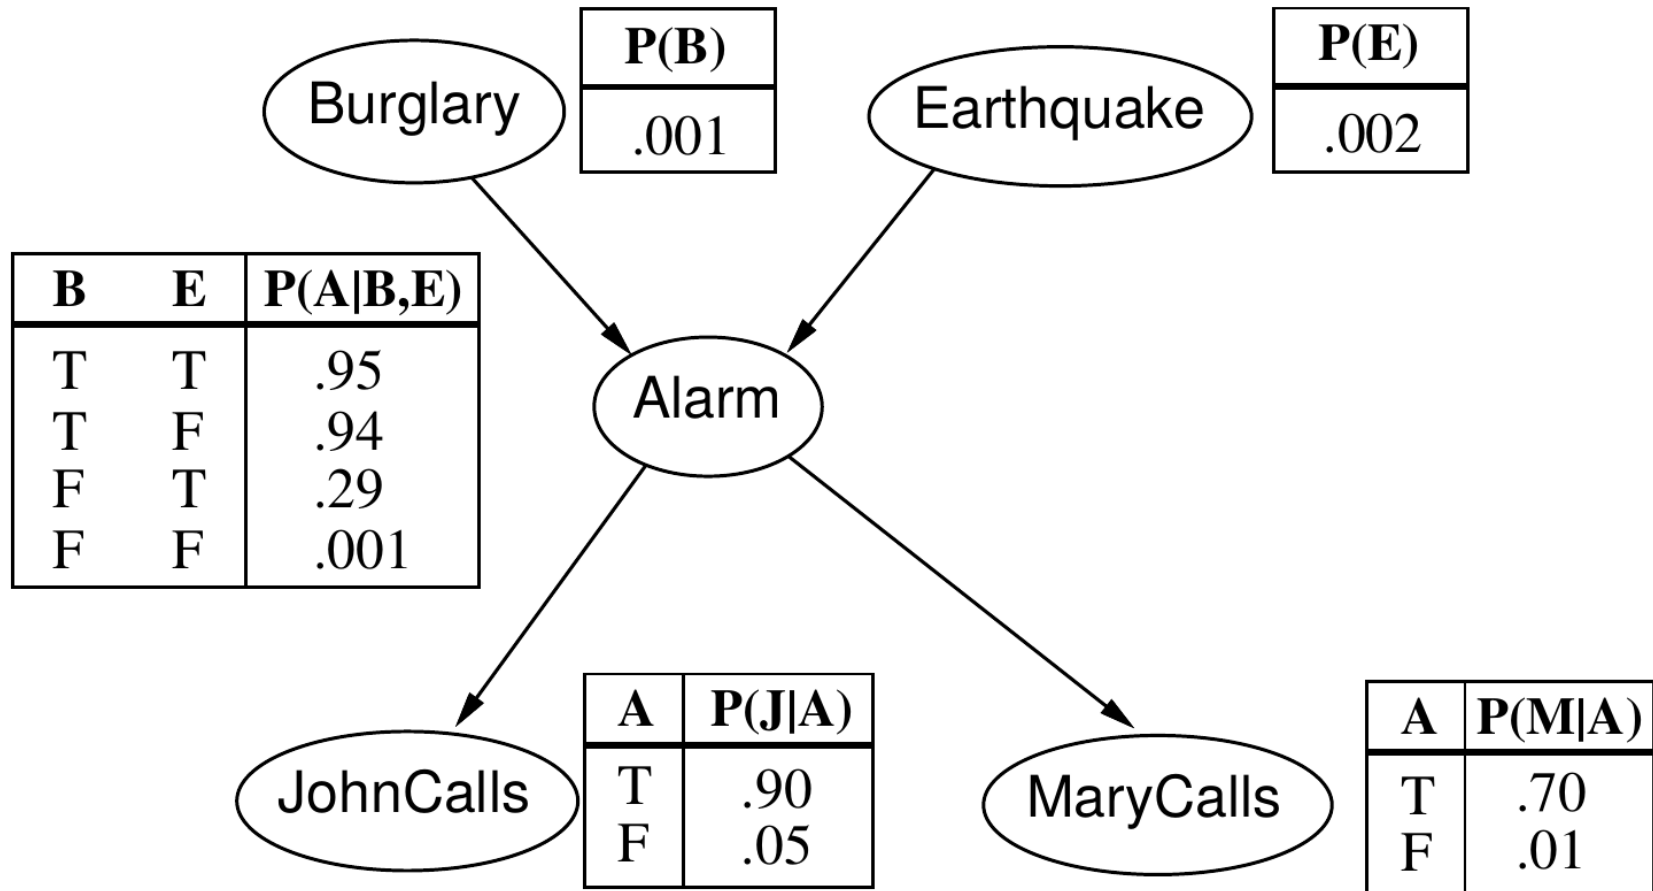 Burglary
P(B)
.001
Earthquake
P(E)
.002
B E P(A|B,E)
T T .95
T F .94
F T .29
F F .001
Alarm
JohnCalls
A P(J|A)
T .90
F .05
MaryCalls
A P(M|A)
T .70
F .01